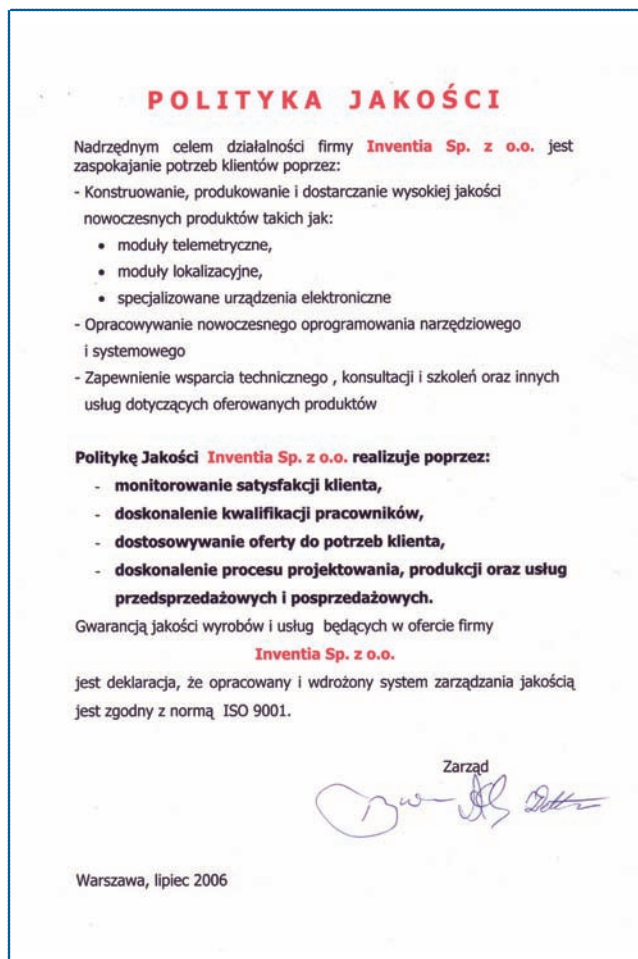 POLITYKA JAKOŚCI
Nadrzędnym celem działalności firmy Inventia Sp. z o.o. jest
zaspokajanie potrzeb klientów poprzez:
- Konstruowanie, produkowanie i dostarczanie wysokiej jakości
nowoczesnych produktów takich jak:
• moduły telemetryczne,
• moduły lokalizacyjne,
• specjalizowane urządzenia elektroniczne
- Opracowywanie nowoczesnego oprogramowania narzędziowego
i systemowego
- Zapewnienie wsparcia technicznego , konsultacji i szkoleń oraz innych
usług dotyczących oferowanych produktów
Politykę Jakości Inventia Sp. z o.o. realizuje poprzez:
- monitorowanie satysfakcji klienta,
- doskonalenie kwalifikacji pracowników,
- dostosowywanie oferty do potrzeb klienta,
- doskonalenie procesu projektowania, produkcji oraz usług
przedsprzedażowych i posprzedażowych.
Gwarancją jakości wyrobów i usług będących w ofercie firmy
Inventia Sp. z o.o.
jest deklaracja, że opracowany i wdrożony system zarządzania jakością
jest zgodny z normą ISO 9001.
Zarząd
Warszawa, lipiec 2006